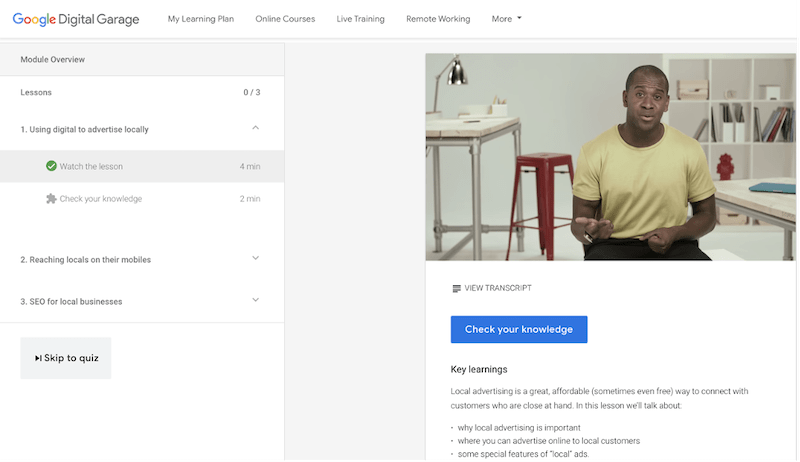 Google Digital Garage My Learning Plan Online Courses Live Training Remote Working More
Module Overview
Lessons 0 / 3
1. Using digital to advertise locally
Watch the lesson 4 min
Check your knowledge 2 min
2. Reaching locals on their mobiles
3. SEO for local businesses
Skip to quiz
VIEW TRANSCRIPT
Check your knowledge
Key learnings
Local advertising is a great, affordable (sometimes even free) way to connect with
customers who are close at hand. In this lesson we'll talk about:
• why local advertising is important
• where you can advertise online to local customers
• some special features of "local" ads.